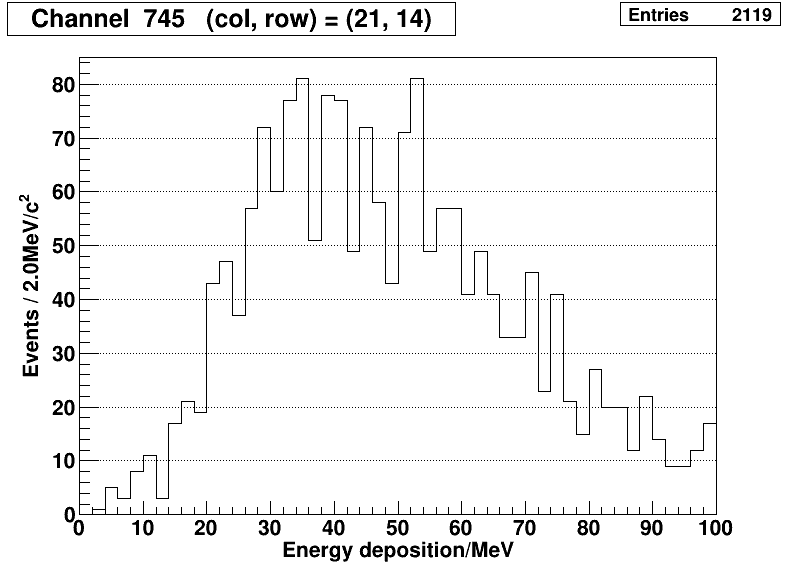 Channel 745 (col, row) = (21, 14)
Entries 2119
Events / 2.0MeV/c²
80
70
60
50
40
30
20
10
0
0 10 20 30 40 50 60 70 80 90 100
Energy deposition/MeV